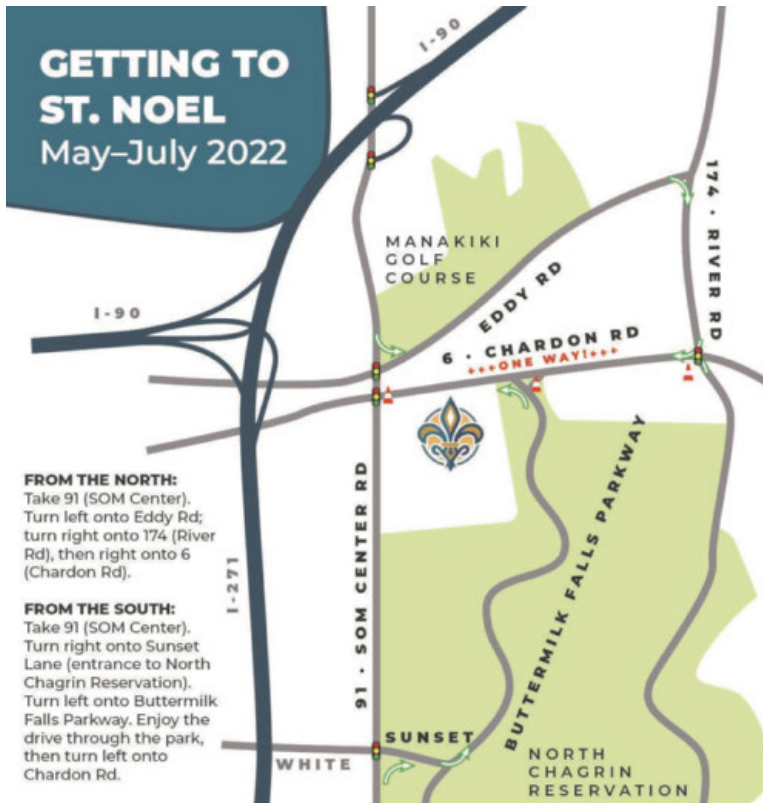 GETTING TO
ST. NOEL
May–July 2022
I-90
174 • RIVER RD
MANAKIKI
GOLF
COURSE
EDDY RD
I-90
6 • CHARDON RD
+++ONE WAY!+++
FROM THE NORTH:
Take 91 (SOM Center).
Turn left onto Eddy Rd;
turn right onto 174 (River
Rd), then right onto 6
(Chardon Rd).
FROM THE SOUTH:
Take 91 (SOM Center).
Turn right onto Sunset
Lane (entrance to North
Chagrin Reservation).
Turn left onto Buttermilk
Falls Parkway. Enjoy the
drive through the park,
then turn left onto
Chardon Rd.
I-271
91 • SOM CENTER RD
BUTTERMILK FALLS PARKWAY
SUNSET
WHITE
NORTH
CHAGRIN
RESERVATION